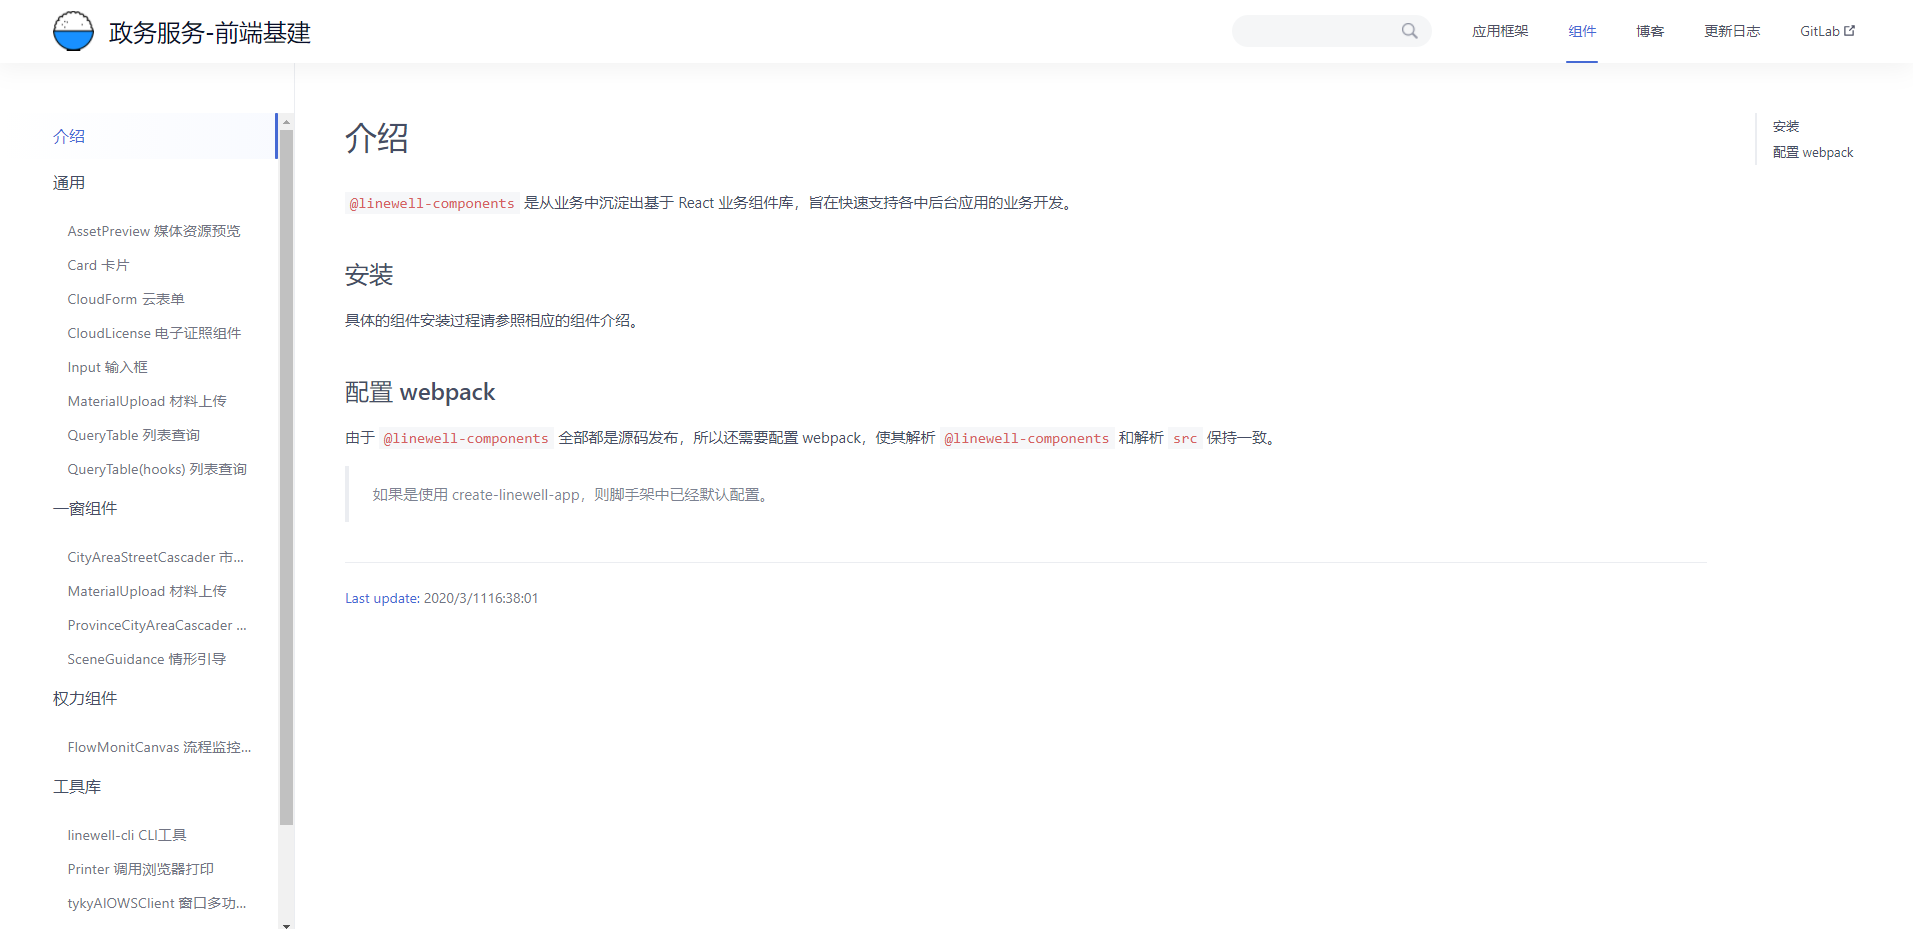 政务服务-前端基建
应用框架
组件
博客
更新日志
GitLab
介绍
通用
AssetPreview 媒体资源预览
Card 卡片
CloudForm 云表单
CloudLicense 电子证照组件
Input 输入框
MaterialUpload 材料上传
QueryTable 列表查询
QueryTable(hooks) 列表查询
一窗组件
CityAreaStreetCascader 市...
MaterialUpload 材料上传
ProvinceCityAreaCascader ...
SceneGuidance 情形引导
权力组件
FlowMonitCanvas 流程监控...
工具库
linewell-cli CLI工具
Printer 调用浏览器打印
tykyAIOWSClient 窗口多功...
介绍
@linewell-components 是从业务中沉淀出基于 React 业务组件库，旨在快速支持各中后台应用的业务开发。
安装
具体的组件安装过程请参照相应的组件介绍。
配置 webpack
由于 @linewell-components 全部都是源码发布，所以还需要配置 webpack，使其解析 @linewell-components 和解析 src 保持一致。
如果是使用 create-linewell-app，则脚手架中已经默认配置。
Last update: 2020/3/1116:38:01
安装
配置 webpack